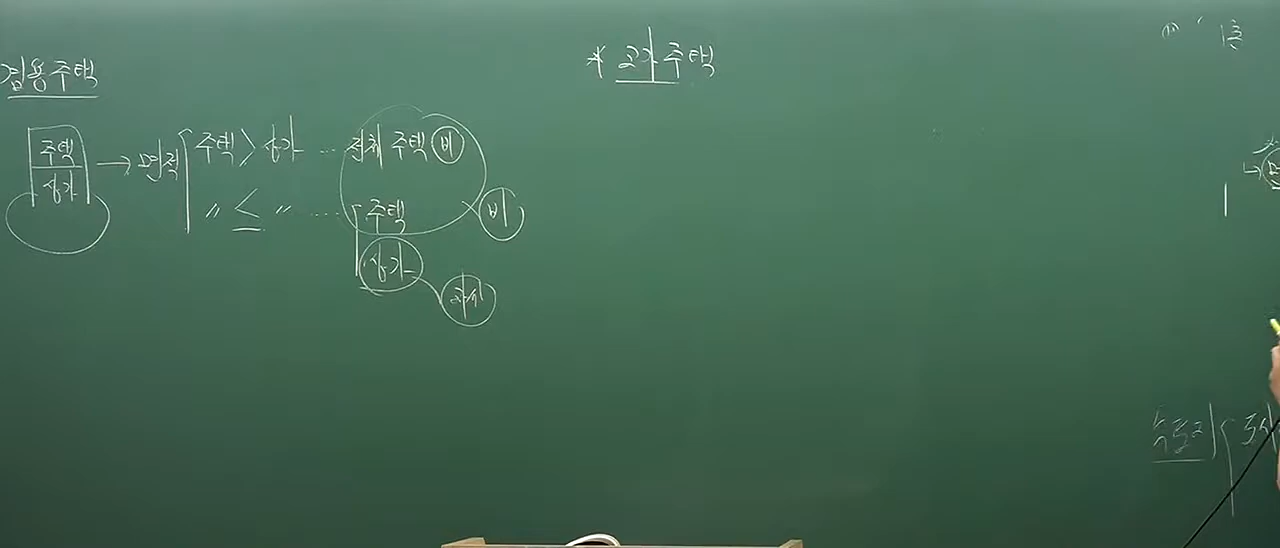 겸용주택
* 고가주택
주택
상가
→ 면적
주택 > 상가 … 전체 주택 비
〃 < 〃 … 주택
비
상가
과세